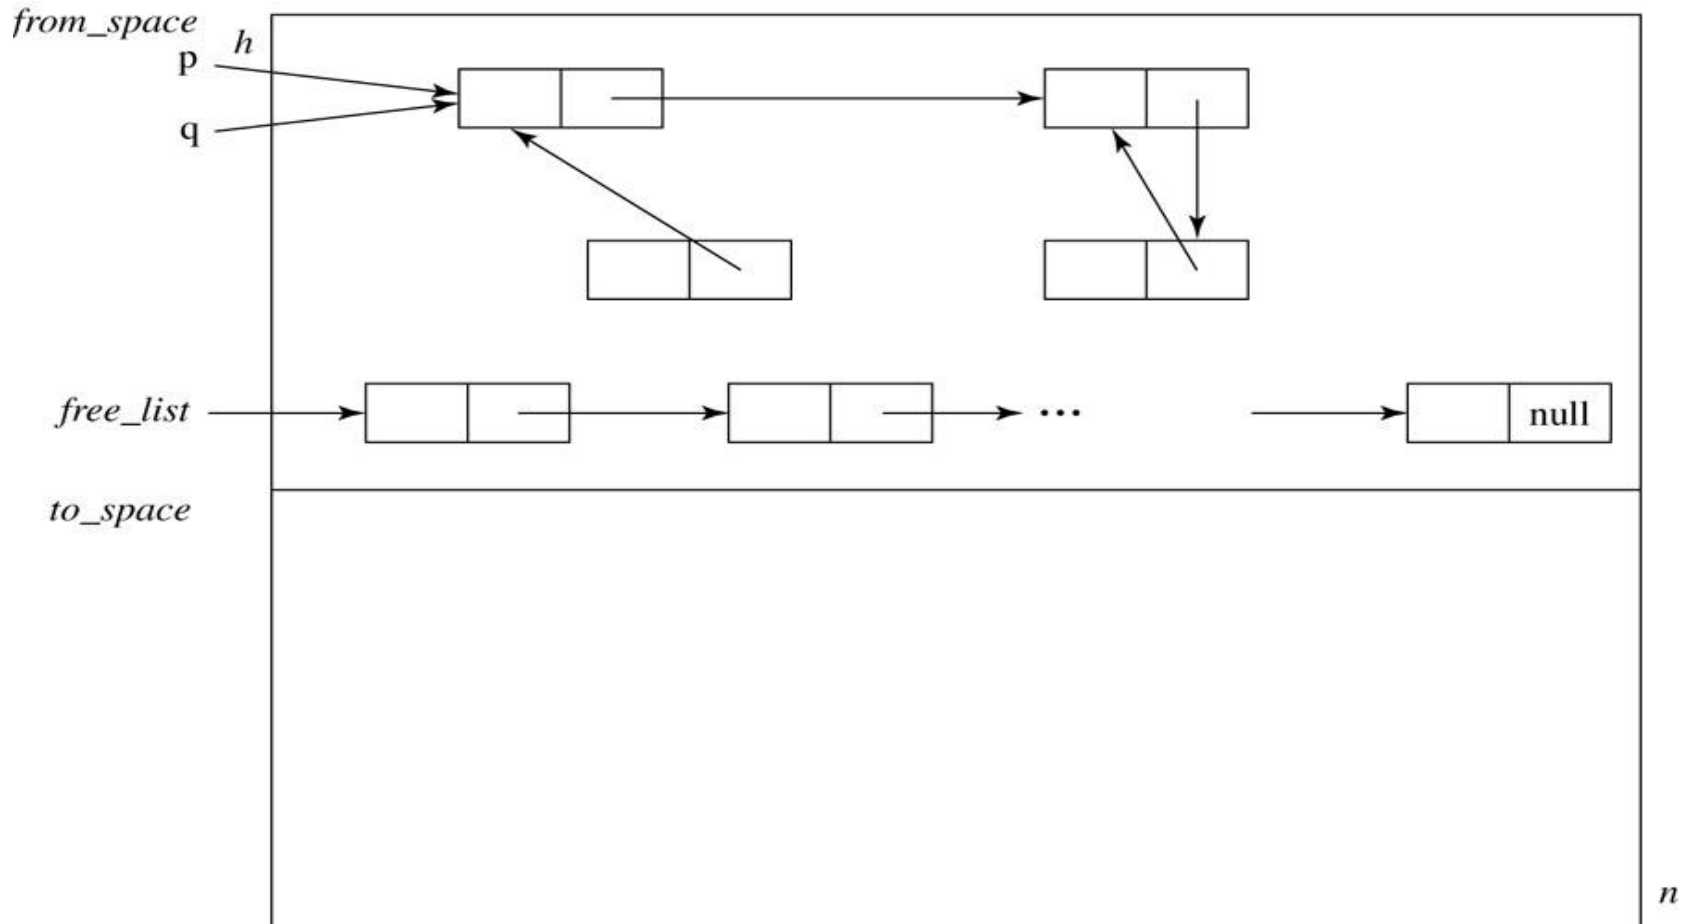 from_space
h
p
q
free_list
...
null
to_space
n